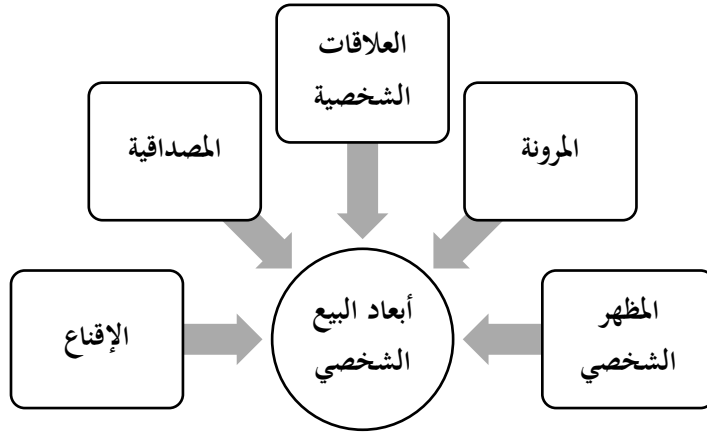 العلاقات
الشخصية
المرونة
المصداقية
المظهر
الشخصي
أبعاد البيع
الشخصي
الإقناع